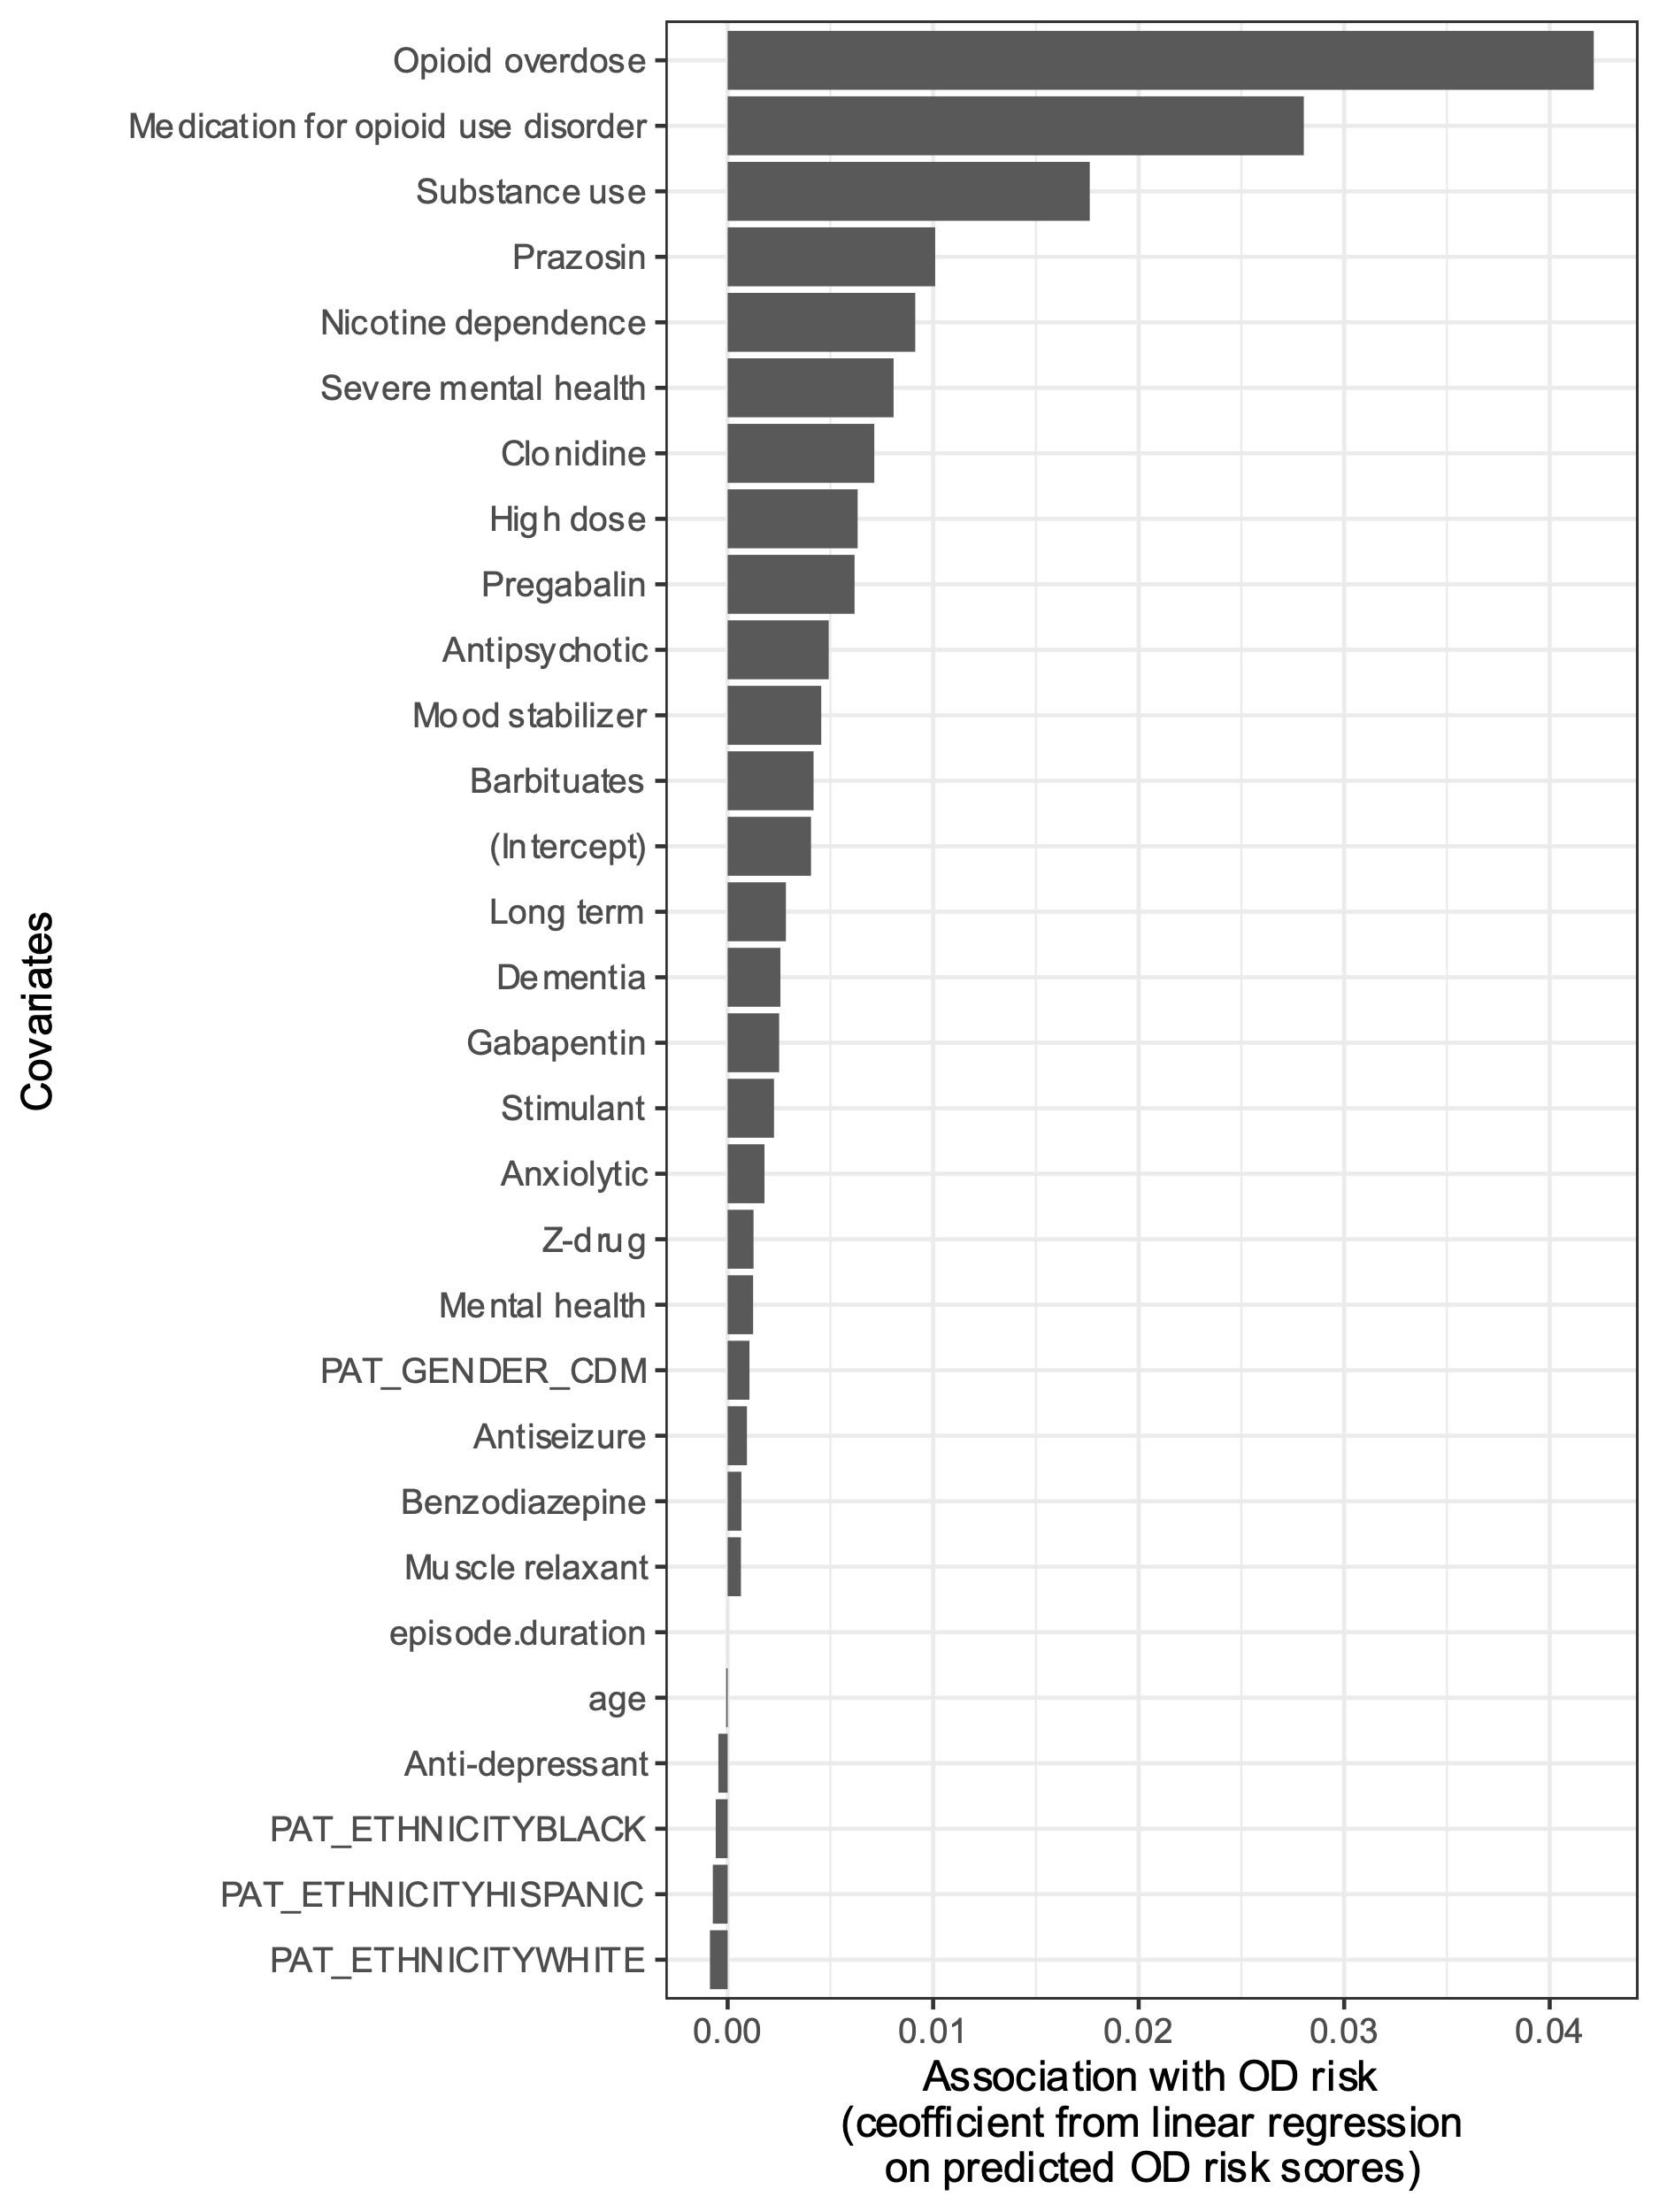 Opioid overdose
Medication for opioid use disorder
Substance use
Prazosin
Nicotine dependence
Severe mental health
Clonidine
High dose
Pregabalin
Antipsychotic
Mood stabilizer
Barbituates
(Intercept)
Long term
Dementia
Gabapentin
Stimulant
Anxiolytic
Z-drug
Mental health
PAT_GENDER_CDM
Antiseizure
Benzodiazepine
Muscle relaxant
episode.duration
age
Anti-depressant
PAT_ETHNICITYBLACK
PAT_ETHNICITYHISPANIC
PAT_ETHNICITYWHITE
Covariates
0.00 0.01 0.02 0.03 0.04
Association with OD risk
(ceofficient from linear regression
on predicted OD risk scores)